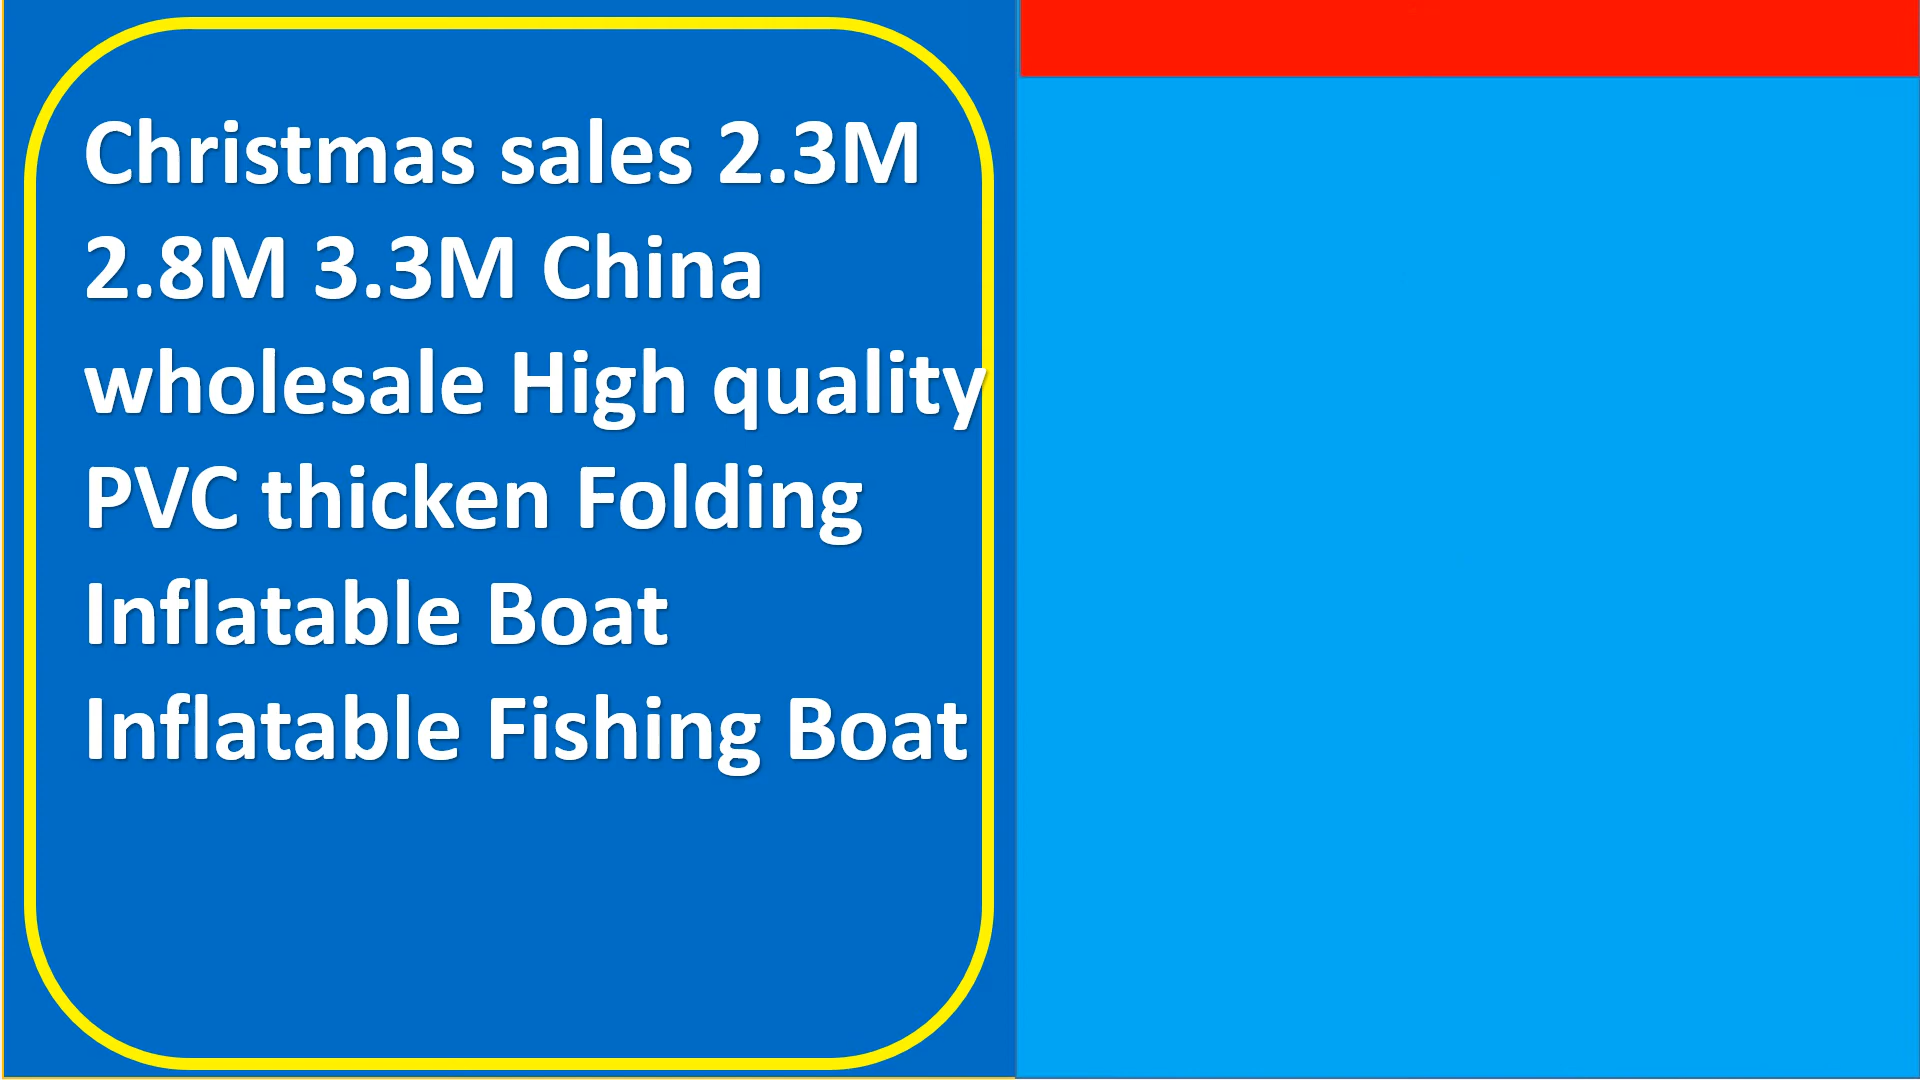 Christmas sales 2.3M
2.8M 3.3M China
wholesale High quality
PVC thicken Folding
Inflatable Boat
Inflatable Fishing Boat